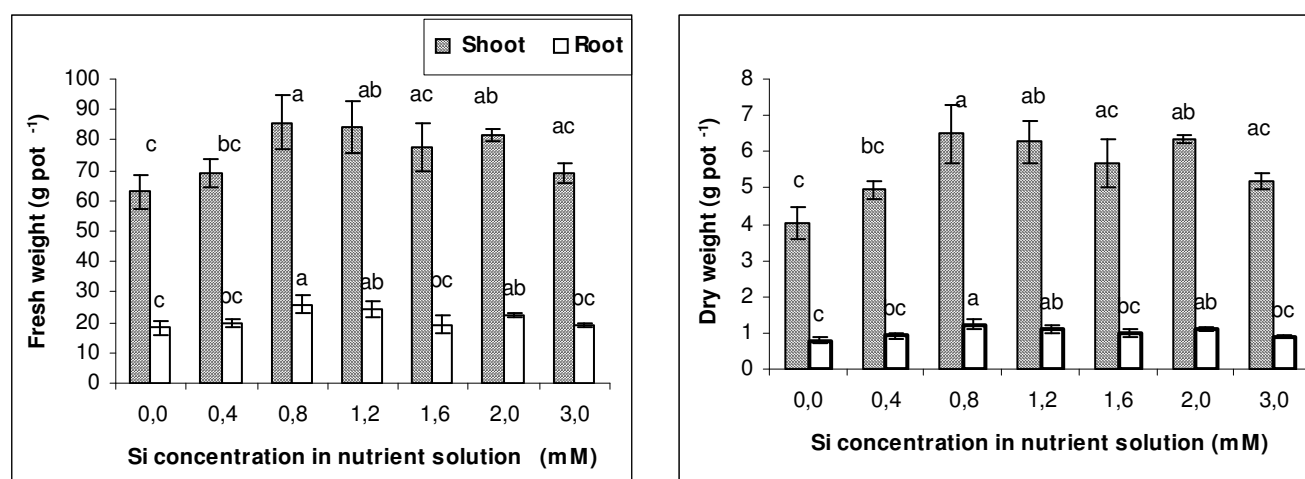 Shoot Root
100
90
80
70
60
50
40
30
20
10
0
Fresh weight (g pot -1)
c bc a ab ac ab ac
c bc a ab bc ab bc
0,0 0,4 0,8 1,2 1,6 2,0 3,0
Si concentration in nutrient solution (mM)
8
7
6
5
4
3
2
1
0
Dry weight (g pot -1)
c bc a ab ac ab ac
c bc a ab bc ab bc
0,0 0,4 0,8 1,2 1,6 2,0 3,0
Si concentration in nutrient solution (mM)